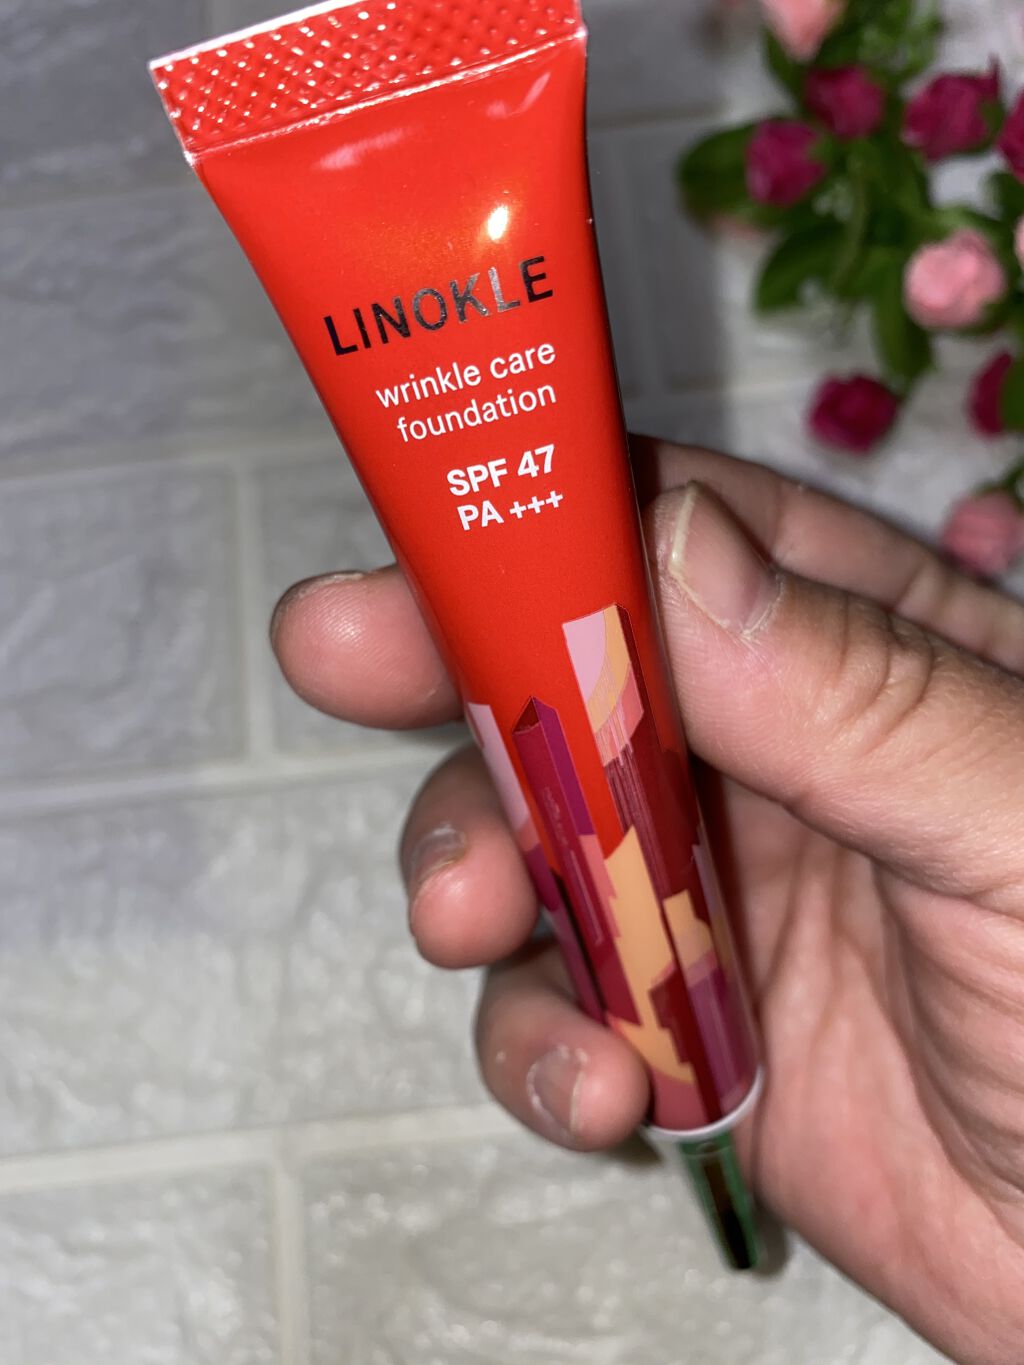 LINOKLE
wrinkle care
foundation
SPF 47
PA +++